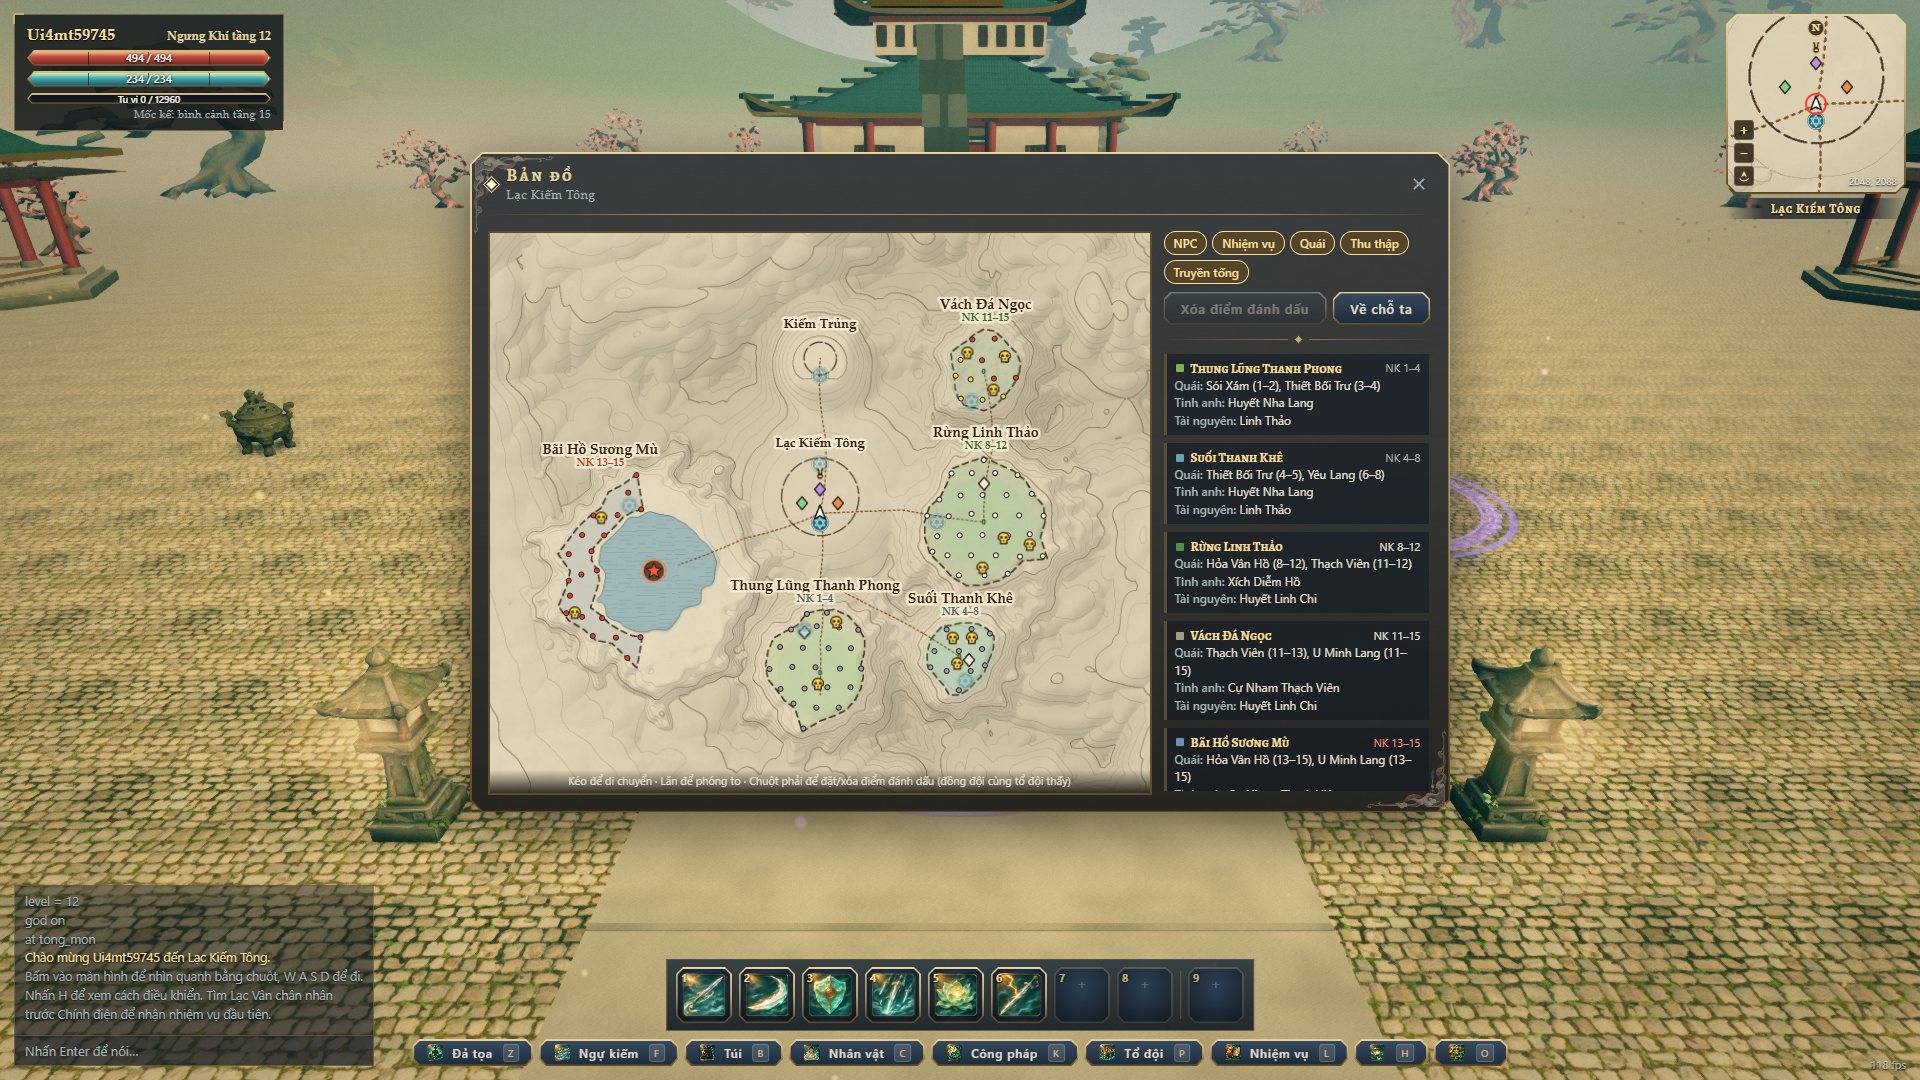 Ui4mt59745
Ngưng Khí tầng 12
494 / 494
234 / 234
Tu vi 0 / 12960
Mốc kế: bình cảnh tầng 15
N
+
−
2048, 2088
LẠC KIẾM TÔNG
BẢN ĐỒ
Lạc Kiếm Tông
Vách Đá Ngọc
NK 11–15
Kiếm Trủng
Rừng Linh Thảo
NK 8–12
Lạc Kiếm Tông
Bãi Hồ Sương Mù
NK 13–15
Thung Lũng Thanh Phong
NK 1–4
Suối Thanh Khê
NK 4–8
Kéo để di chuyển · Lăn để phóng to · Chuột phải để đặt/xóa điểm đánh dấu (đồng đội cùng tổ đội thấy)
NPC
Nhiệm vụ
Quái
Thu thập
Truyền tống
Xóa điểm đánh dấu
Về chỗ ta
THUNG LŨNG THANH PHONG NK 1–4
Quái: Sói Xám (1–2), Thiết Bối Trư (3–4)
Tinh anh: Huyết Nha Lang
Tài nguyên: Linh Thảo
SUỐI THANH KHÊ NK 4–8
Quái: Thiết Bối Trư (4–5), Yêu Lang (6–8)
Tinh anh: Huyết Nha Lang
Tài nguyên: Linh Thảo
RỪNG LINH THẢO NK 8–12
Quái: Hỏa Vân Hồ (8–12), Thạch Viên (11–12)
Tinh anh: Xích Diễm Hồ
Tài nguyên: Huyết Linh Chi
VÁCH ĐÁ NGỌC NK 11–15
Quái: Thạch Viên (11–13), U Minh Lang (11–
15)
Tinh anh: Cự Nham Thạch Viên
Tài nguyên: Huyết Linh Chi
BÃI HỒ SƯƠNG MÙ NK 13–15
Quái: Hỏa Vân Hồ (13–15), U Minh Lang (13–
15)
level = 12
god on
at tong_mon
Chào mừng Ui4mt59745 đến Lạc Kiếm Tông.
Bấm vào màn hình để nhìn quanh bằng chuột, W A S D để đi.
Nhấn H để xem cách điều khiển. Tìm Lạc Vân chân nhân
trước Chính điện để nhận nhiệm vụ đầu tiên.
Nhấn Enter để nói...
1
2
3
4
5
6
7
+
8
+
9
+
Đả tọa Z
Ngự kiếm F
Túi B
Nhân vật C
Công pháp K
Tổ đội P
Nhiệm vụ L
H
O
118 fps